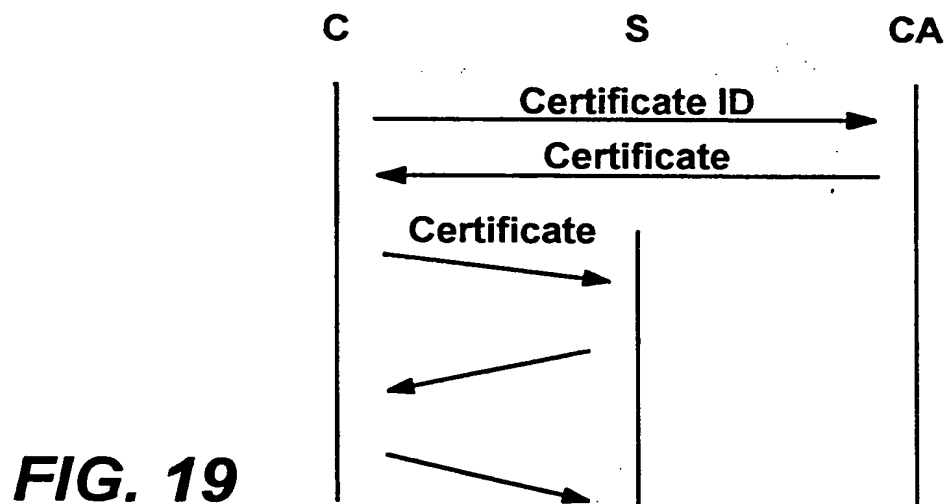 C S CA
Certificate ID
Certificate
Certificate
FIG. 19